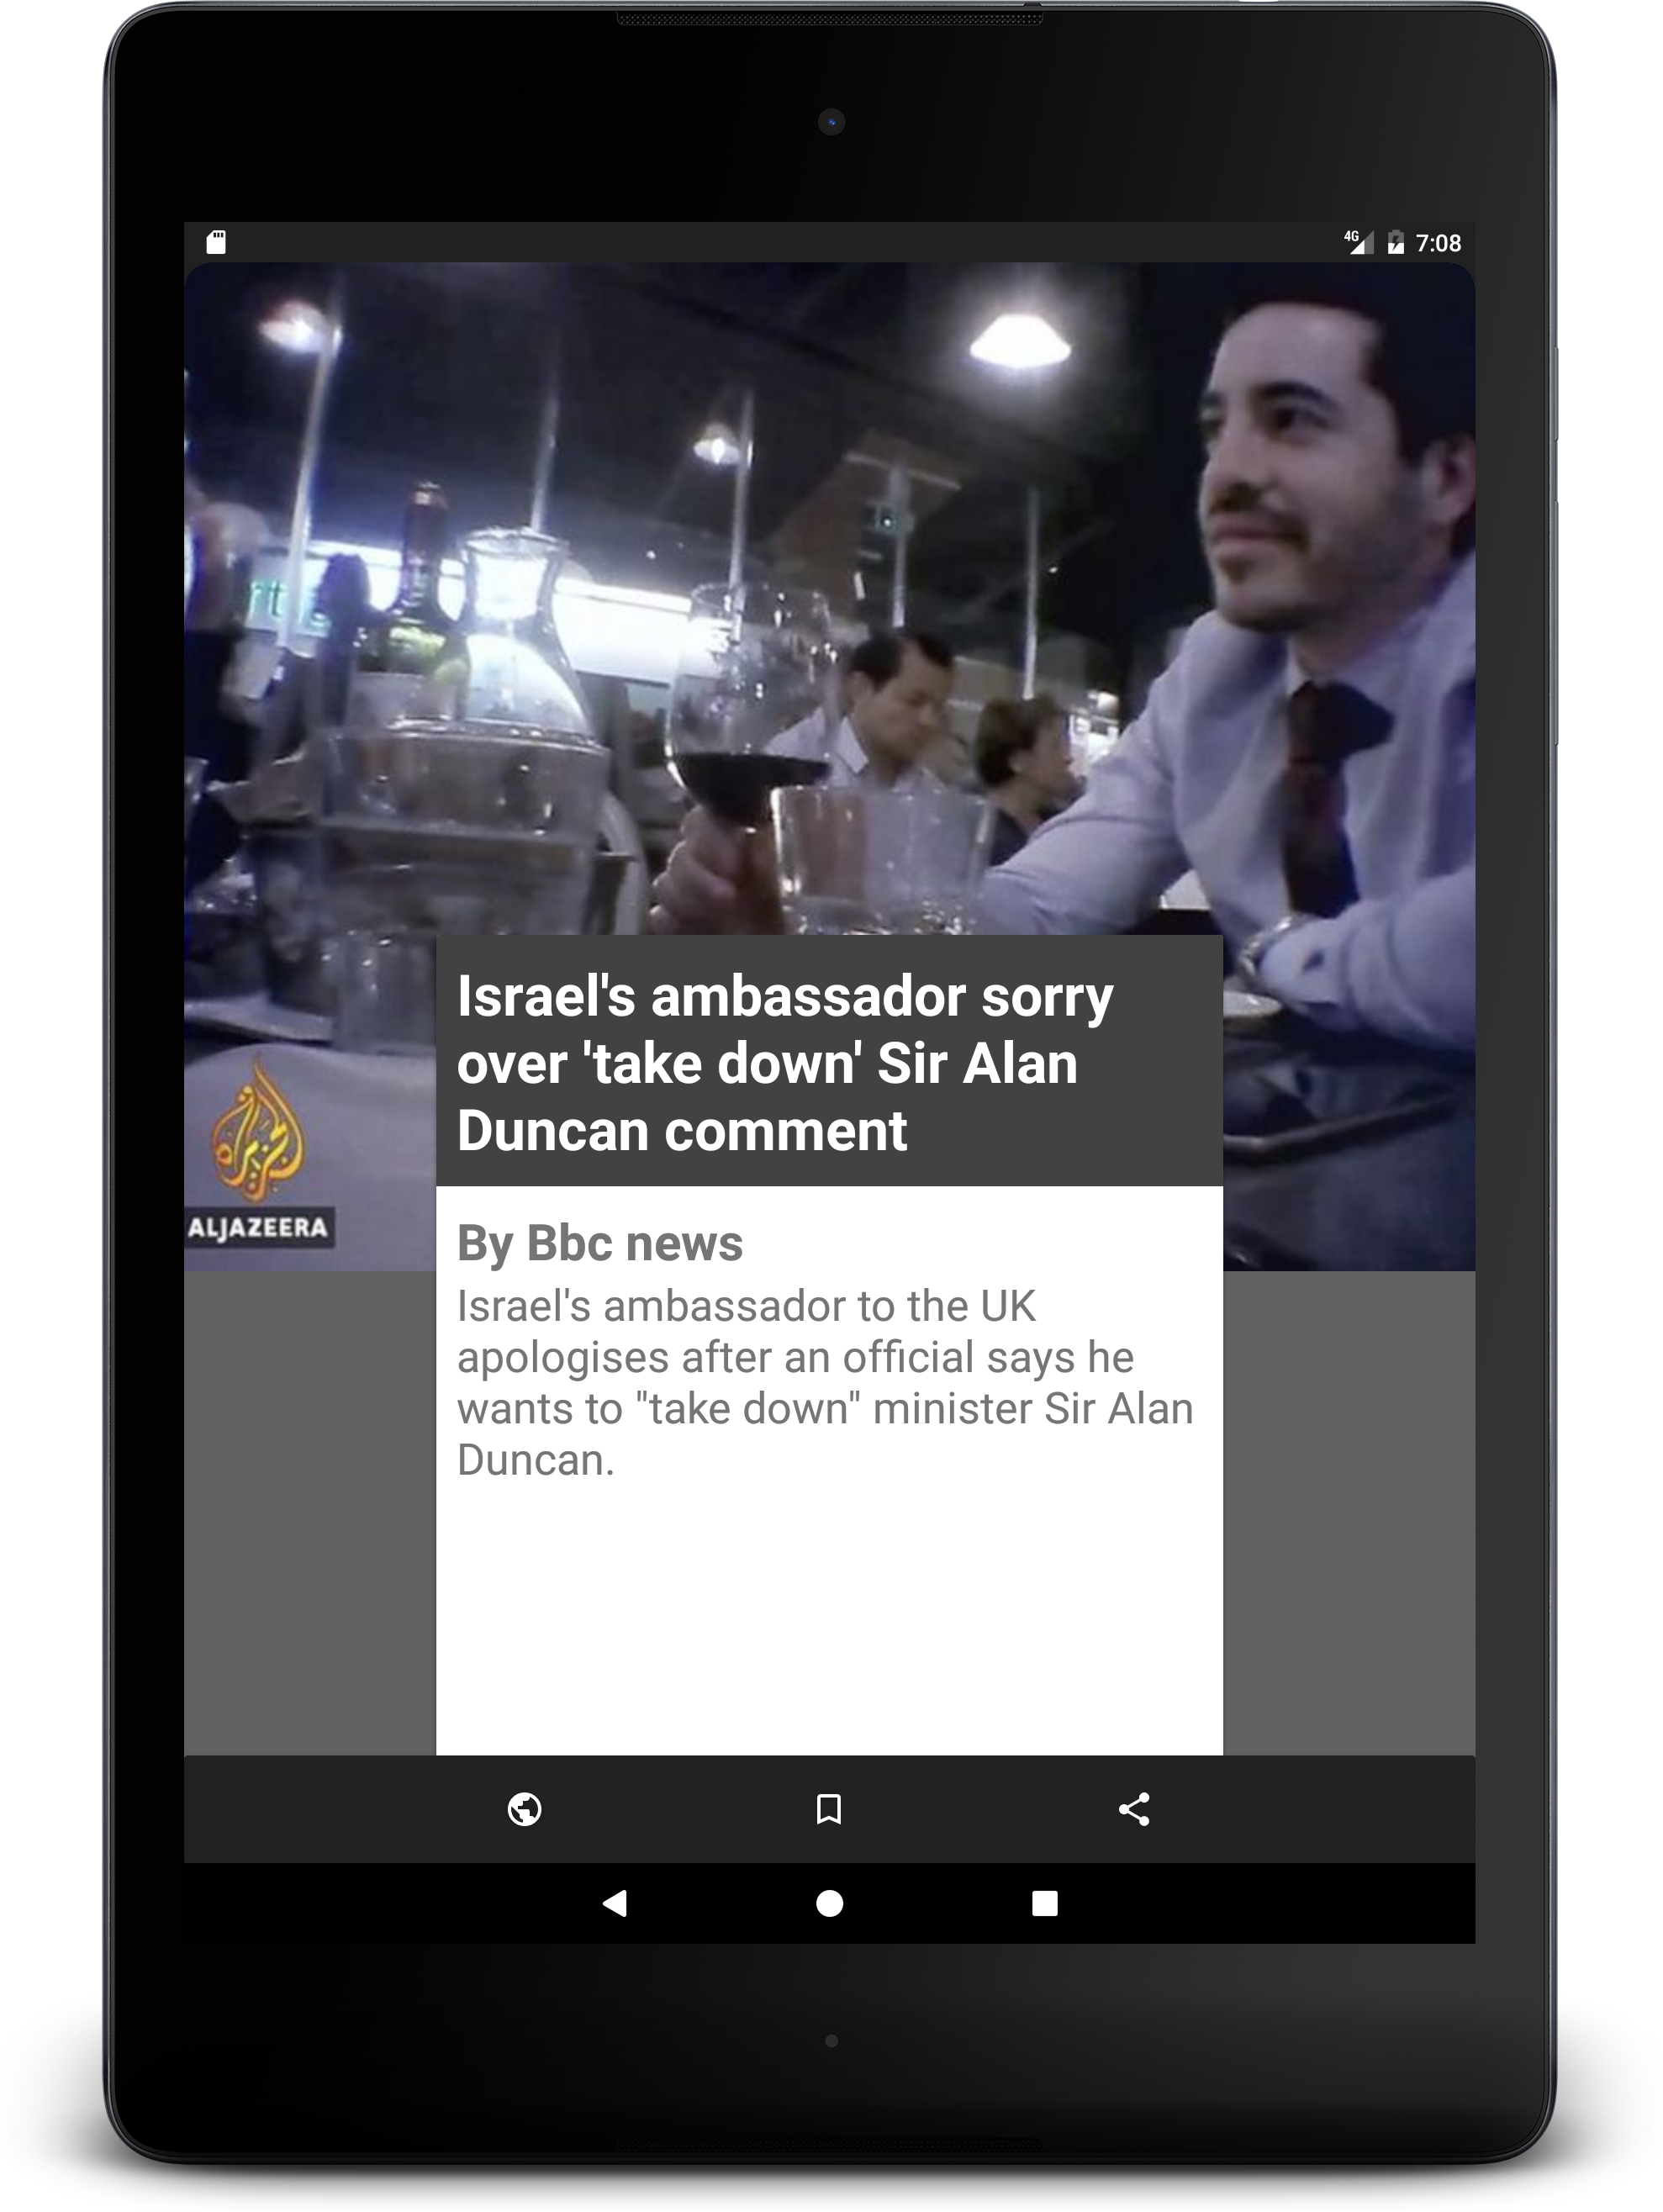 4G 7:08
الجزيرة
ALJAZEERA
Israel's ambassador sorry
over 'take down' Sir Alan
Duncan comment
By Bbc news
Israel's ambassador to the UK
apologises after an official says he
wants to "take down" minister Sir Alan
Duncan.